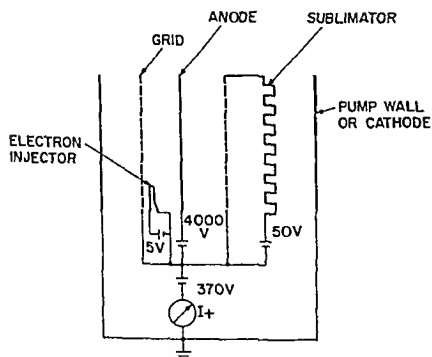 GRID
ANODE
SUBLIMATOR
PUMP WALL
OR CATHODE
ELECTRON
INJECTOR
5V
4000
V
50V
370V
I+